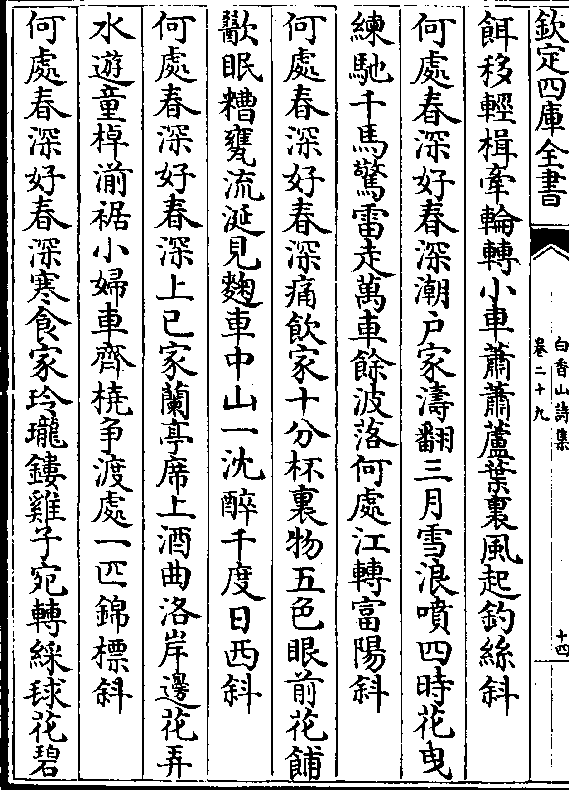 欽定四庫全書
白香山詩集
卷二十九
十四
餌移輕楫牽輪轉小車蕭蕭蘆葉裏風起釣絲斜
何處春深好春深潮户家濤翻三月雪浪噴四時花曳
練馳千馬驚雷走萬車餘波落何處江轉富陽斜
何處春深好春深痛飲家十分杯裏物五色眼前花餔
歠眠糟甕流涎見麴車中山一沈醉千度日西斜
何處春深好春深上巳家蘭亭席上酒曲洛岸邊花弄
水遊童棹湔裾小婦車齊橈争渡處一匹錦標斜
何處春深好春深寒食家玲瓏鏤雞子宛轉綵毬花碧